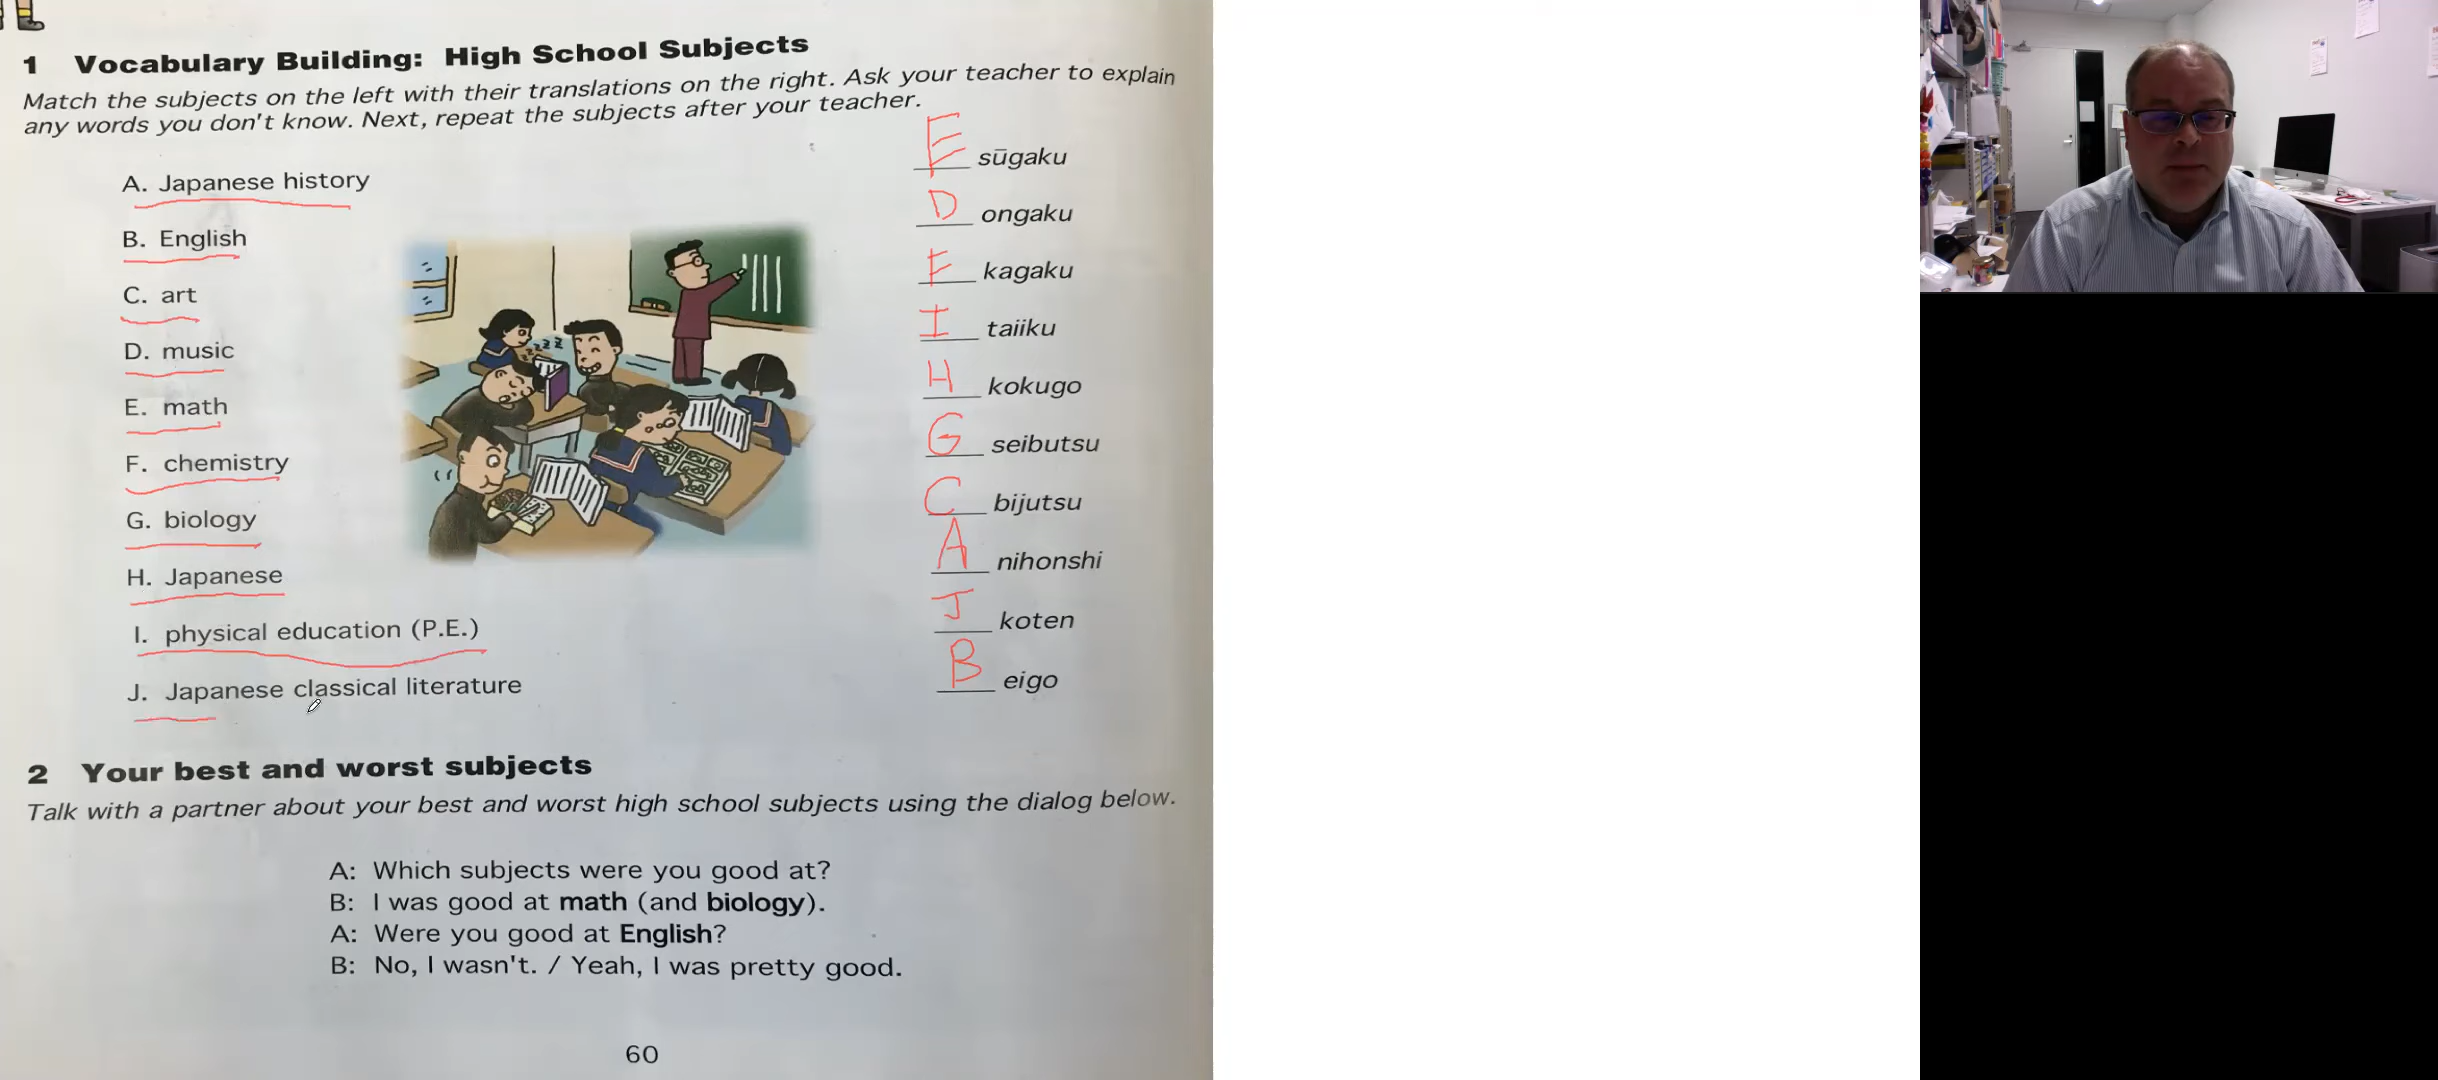 1 Vocabulary Building: High School Subjects
Match the subjects on the left with their translations on the right. Ask your teacher to explain
any words you don't know. Next, repeat the subjects after your teacher.
A. Japanese history
B. English
C. art
D. music
E. math
F. chemistry
G. biology
H. Japanese
I. physical education (P.E.)
J. Japanese classical literature
zzzz
E sūgaku
D ongaku
F kagaku
I taiiku
H kokugo
G seibutsu
C bijutsu
A nihonshi
J koten
B eigo
2 Your best and worst subjects
Talk with a partner about your best and worst high school subjects using the dialog below.
A: Which subjects were you good at?
B: I was good at math (and biology).
A: Were you good at English?
B: No, I wasn't. / Yeah, I was pretty good.
60